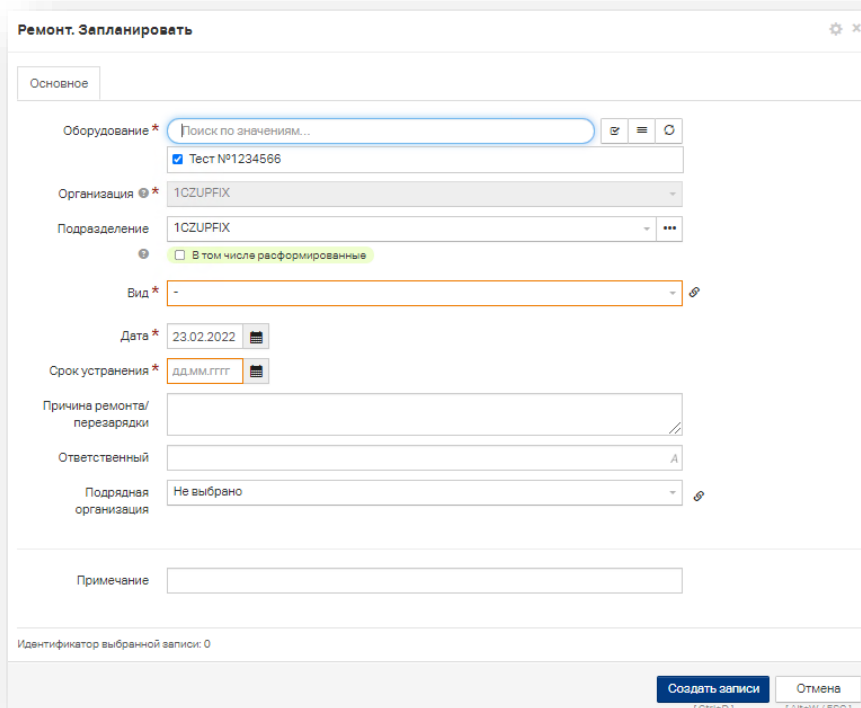 Ремонт. Запланировать
Основное
Оборудование * Поиск по значениям...
Тест №1234566
Организация * 1CZUPFIX
Подразделение 1CZUPFIX
В том числе расформированные
Вид * -
Дата * 23.02.2022
Срок устранения * дд.мм.гггг
Причина ремонта/
перезарядки
Ответственный A
Подрядная Не выбрано
организация
Примечание
Идентификатор выбранной записи: 0
Создать записи Отмена